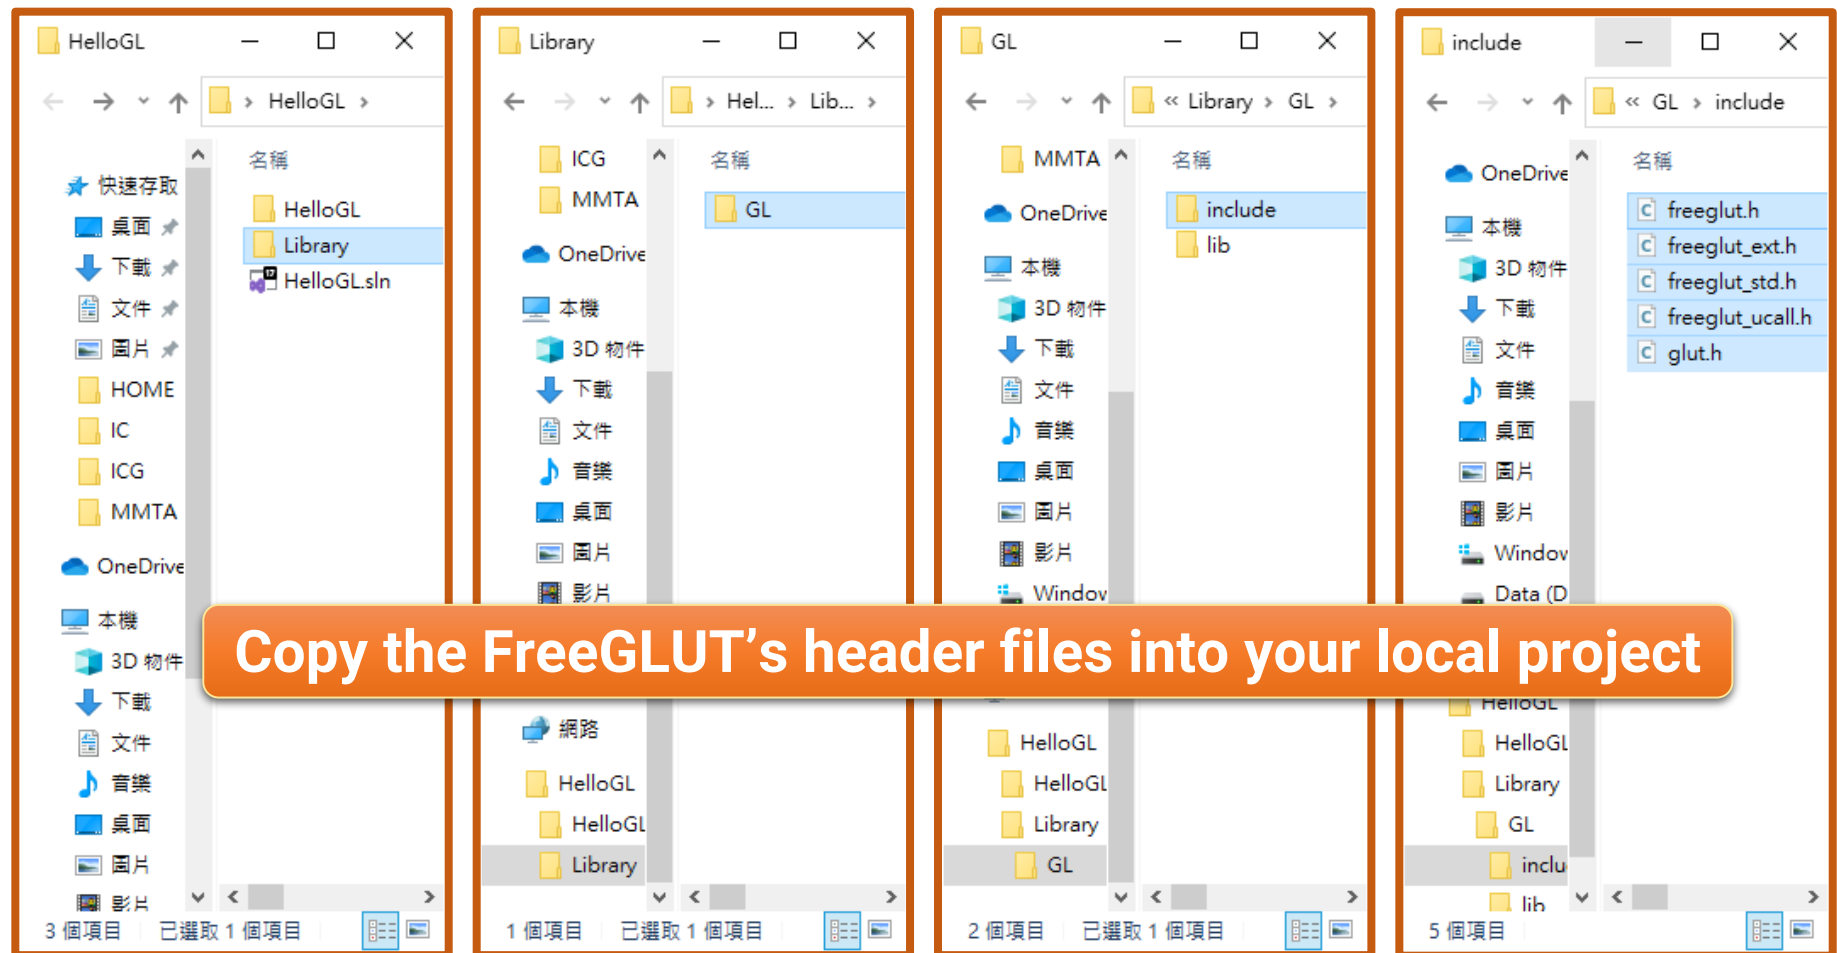 HelloGL
HelloGL
快速存取
桌面
下載
文件
圖片
HOME
IC
ICG
MMTA
OneDrive
本機
3D 物件
下載
文件
音樂
桌面
圖片
影片
名稱
HelloGL
Library
HelloGL.sln
3 個項目 已選取 1 個項目
Library
Hel... Lib...
ICG
MMTA
OneDrive
本機
3D 物件
下載
文件
音樂
桌面
圖片
影片
網路
HelloGL
HelloGL
Library
名稱
GL
1 個項目 已選取 1 個項目
GL
« Library GL
MMTA
OneDrive
本機
3D 物件
下載
文件
音樂
桌面
圖片
影片
Window
HelloGL
HelloGL
Library
GL
名稱
include
lib
2 個項目 已選取 1 個項目
include
« GL include
OneDrive
本機
3D 物件
下載
文件
音樂
桌面
圖片
影片
Window
Data (D
HelloGL
HelloGL
Library
GL
inclu
lib
名稱
freeglut.h
freeglut_ext.h
freeglut_std.h
freeglut_ucall.h
glut.h
5 個項目
Copy the FreeGLUT’s header files into your local project